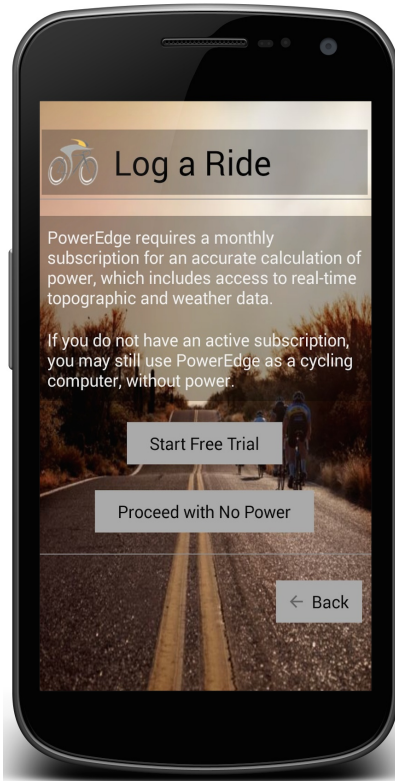 Log a Ride
PowerEdge requires a monthly
subscription for an accurate calculation of
power, which includes access to real-time
topographic and weather data.
If you do not have an active subscription,
you may still use PowerEdge as a cycling
computer, without power.
Start Free Trial
Proceed with No Power
← Back